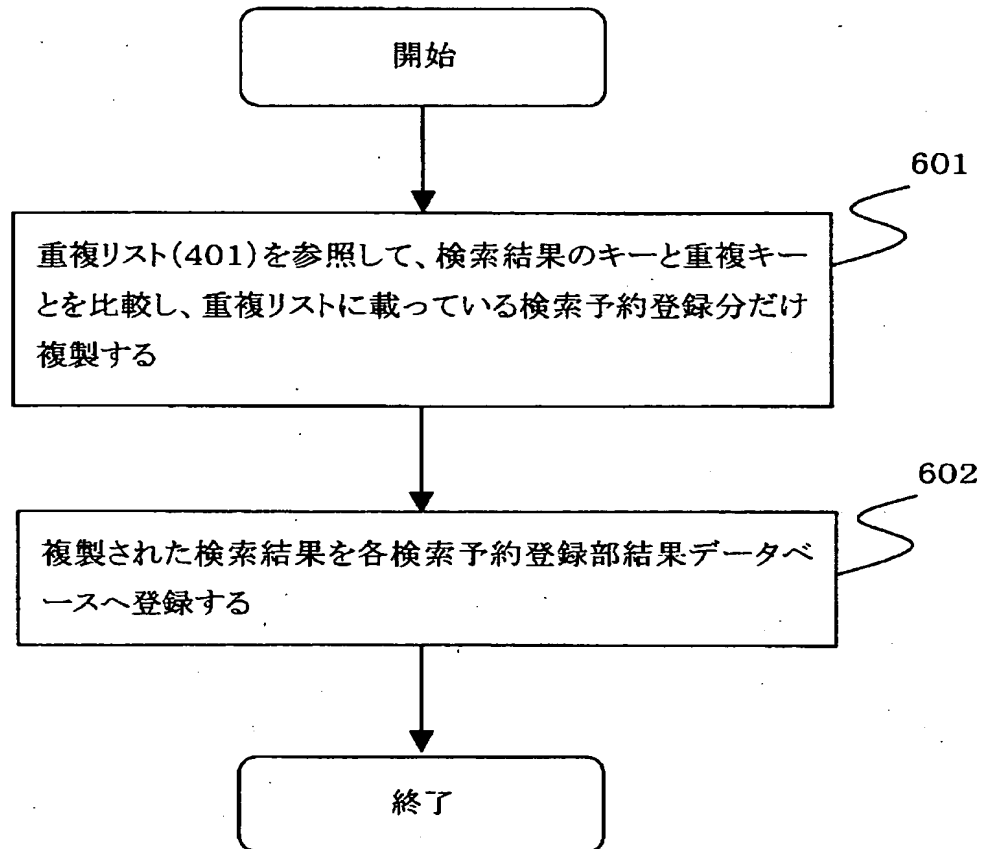 開始
601
重複リスト(401)を参照して、検索結果のキーと重複キー
とを比較し、重複リストに載っている検索予約登録分だけ
複製する
602
複製された検索結果を各検索予約登録部結果データベ
ースへ登録する
終了